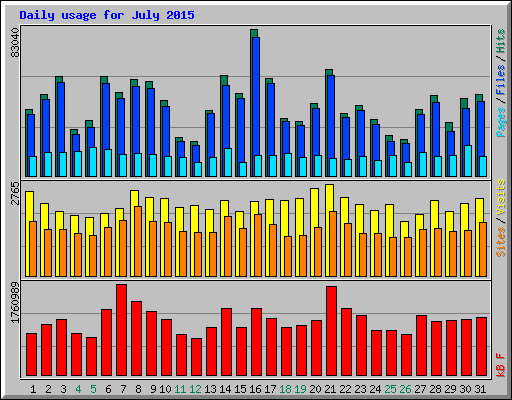 Daily usage for July 2015
83040
Pages/Files/Hits
2765
Sites/Visits
1760989
kB F
1 2 3 4 5 6 7 8 9 10 11 12 13 14 15 16 17 18 19 20 21 22 23 24 25 26 27 28 29 30 31